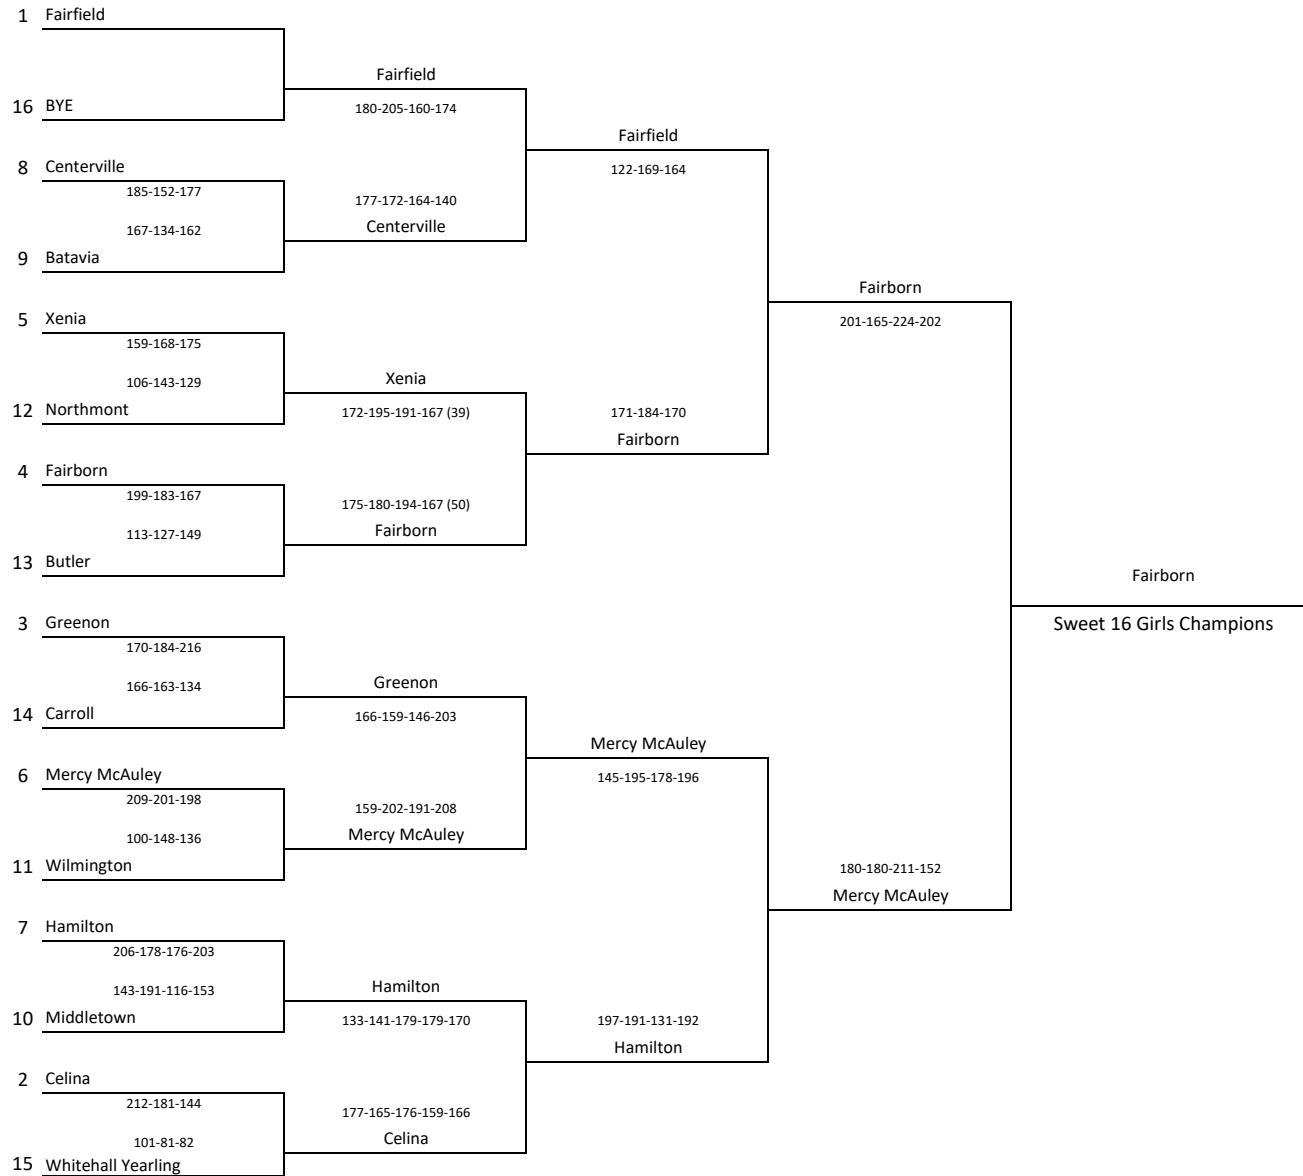 1 Fairfield
Fairfield
180-205-160-174
16 BYE
Fairfield
122-169-164
8 Centerville
185-152-177
177-172-164-140
Centerville
167-134-162
9 Batavia
Fairborn
201-165-224-202
5 Xenia
159-168-175
Xenia
172-195-191-167 (39)
106-143-129
12 Northmont
171-184-170
Fairborn
4 Fairborn
199-183-167
175-180-194-167 (50)
Fairborn
113-127-149
13 Butler
Fairborn
Sweet 16 Girls Champions
3 Greenon
170-184-216
Greenon
166-159-146-203
166-163-134
14 Carroll
Mercy McAuley
145-195-178-196
6 Mercy McAuley
209-201-198
159-202-191-208
Mercy McAuley
100-148-136
11 Wilmington
180-180-211-152
Mercy McAuley
7 Hamilton
206-178-176-203
Hamilton
133-141-179-179-170
143-191-116-153
10 Middletown
197-191-131-192
Hamilton
2 Celina
212-181-144
177-165-176-159-166
Celina
101-81-82
15 Whitehall Yearling